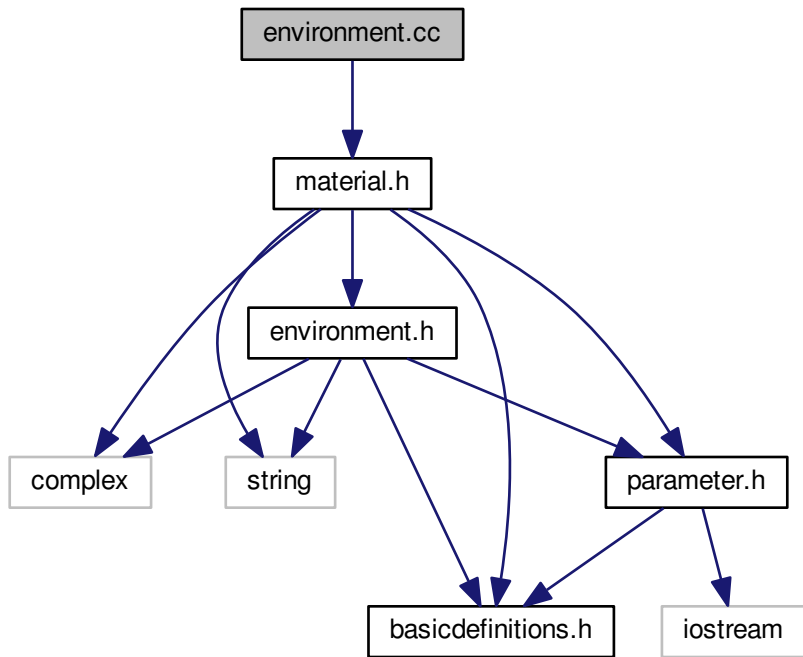 environment.cc
material.h
environment.h
complex
string
parameter.h
basicdefinitions.h
iostream